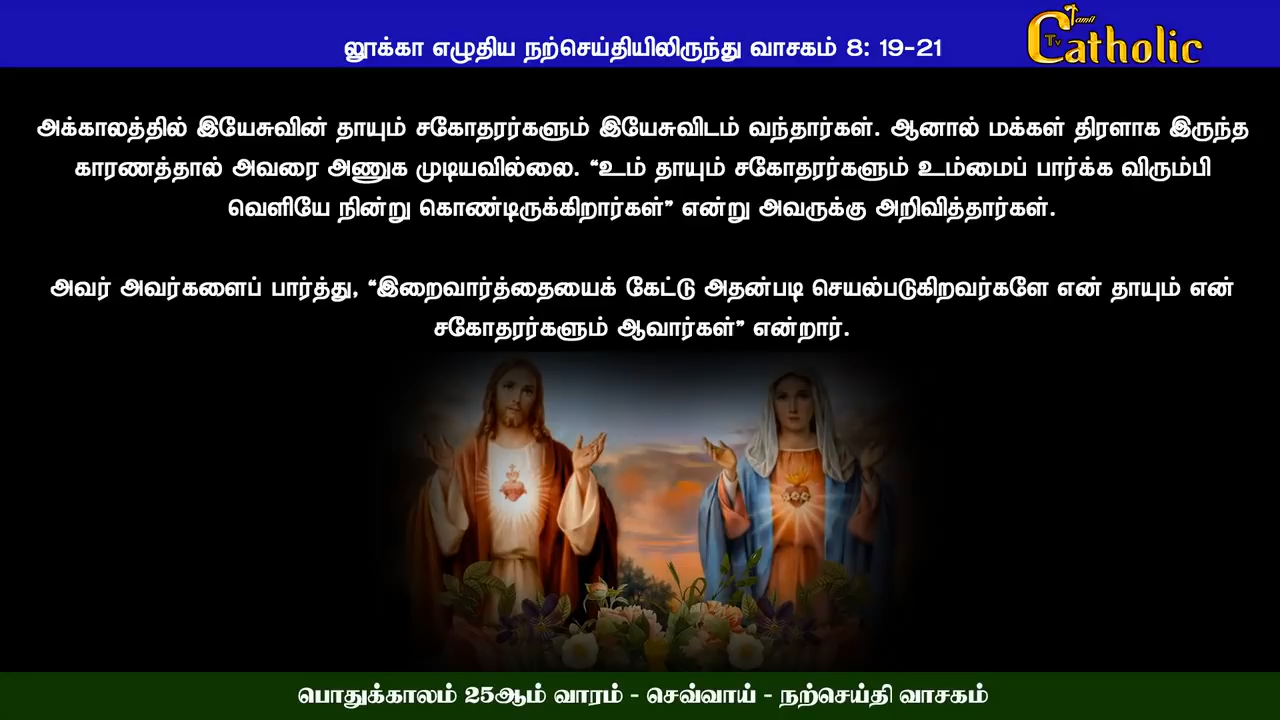 லூக்கா எழுதிய நற்செய்தியிலிருந்து வாசகம் 8: 19-21
Tamil
Catholic
Tv
அக்காலத்தில் இயேசுவின் தாயும் சகோதரர்களும் இயேசுவிடம் வந்தார்கள். ஆனால் மக்கள் திரளாக இருந்த
காரணத்தால் அவரை அணுக முடியவில்லை. “உம் தாயும் சகோதரர்களும் உம்மைப் பார்க்க விரும்பி
வெளியே நின்று கொண்டிருக்கிறார்கள்” என்று அவருக்கு அறிவித்தார்கள்.
அவர் அவர்களைப் பார்த்து, “இறைவார்த்தையைக் கேட்டு அதன்படி செயல்படுகிறவர்களே என் தாயும் என்
சகோதரர்களும் ஆவார்கள்” என்றார்.
பொதுக்காலம் 25ஆம் வாரம் - செவ்வாய் - நற்செய்தி வாசகம்